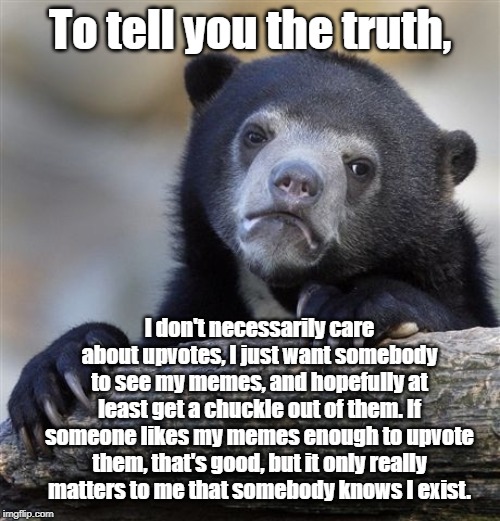 To tell you the truth,
I don't necessarily care
about upvotes, I just want somebody
to see my memes, and hopefully at
least get a chuckle out of them. If
someone likes my memes enough to upvote
them, that's good, but it only really
matters to me that somebody knows I exist.
imgflip.com